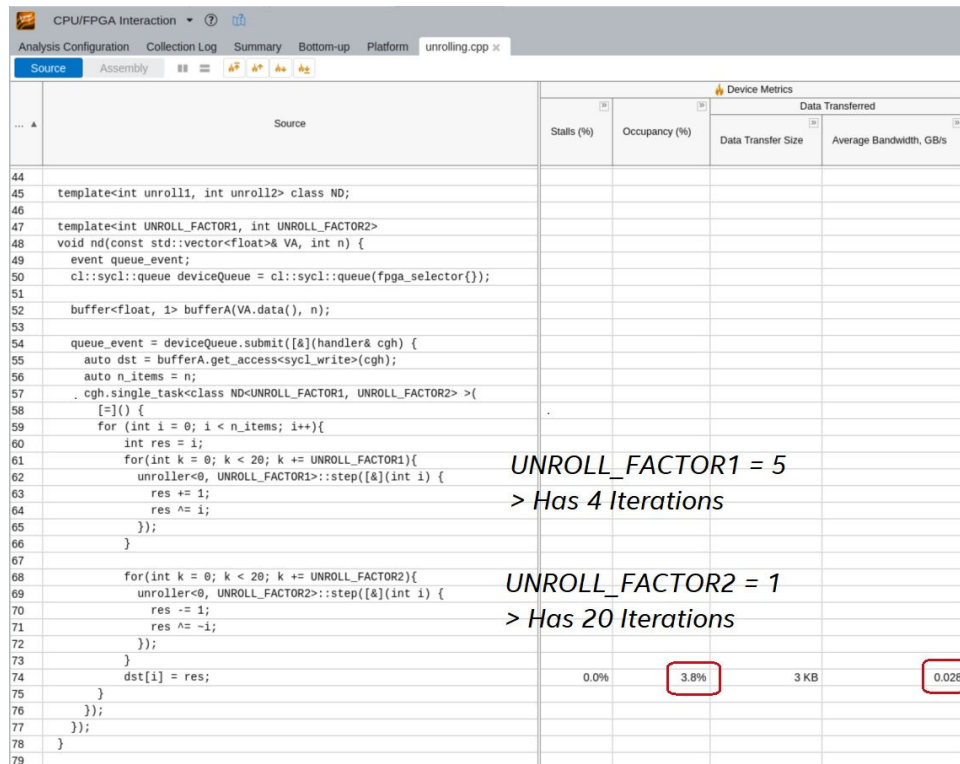 CPU/FPGA Interaction
Analysis Configuration Collection Log Summary Bottom-up Platform unrolling.cpp ×
Source Assembly
Device Metrics
... ▲ Source Stalls (%) Occupancy (%) Data Transferred
Data Transfer Size Average Bandwidth, GB/s
44
45 template<int unroll1, int unroll2> class ND;
46
47 template<int UNROLL_FACTOR1, int UNROLL_FACTOR2>
48 void nd(const std::vector<float>& VA, int n) {
49 event queue_event;
50 cl::sycl::queue deviceQueue = cl::sycl::queue(fpga_selector{});
51
52 buffer<float, 1> bufferA(VA.data(), n);
53
54 queue_event = deviceQueue.submit([&](handler& cgh) {
55 auto dst = bufferA.get_access<sycl_write>(cgh);
56 auto n_items = n;
57 cgh.single_task<class ND<UNROLL_FACTOR1, UNROLL_FACTOR2> >(
58 [=]() {
59 for (int i = 0; i < n_items; i++){
60 int res = i;
61 for(int k = 0; k < 20; k += UNROLL_FACTOR1){
62 unroller<0, UNROLL_FACTOR1>::step([&](int i) {
63 res += 1;
64 res ^= i;
65 });
66 }
UNROLL_FACTOR1 = 5
> Has 4 Iterations
67
68 for(int k = 0; k < 20; k += UNROLL_FACTOR2){
69 unroller<0, UNROLL_FACTOR2>::step([&](int i) {
70 res -= 1;
71 res ^= ~i;
72 });
73 }
UNROLL_FACTOR2 = 1
> Has 20 Iterations
74 dst[i] = res; 0.0% 3.8% 3 KB 0.028
75 }
76 });
77 });
78 }
79